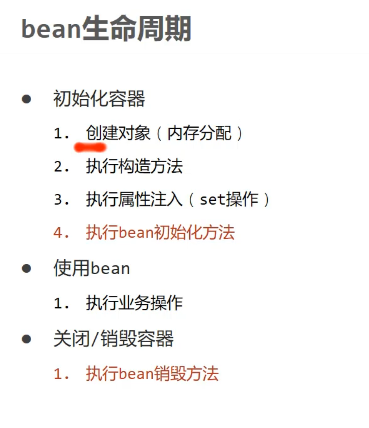 bean生命周期
● 初始化容器
1. 创建对象（内存分配）
2. 执行构造方法
3. 执行属性注入（set操作）
4. 执行bean初始化方法
● 使用bean
1. 执行业务操作
● 关闭/销毁容器
1. 执行bean销毁方法